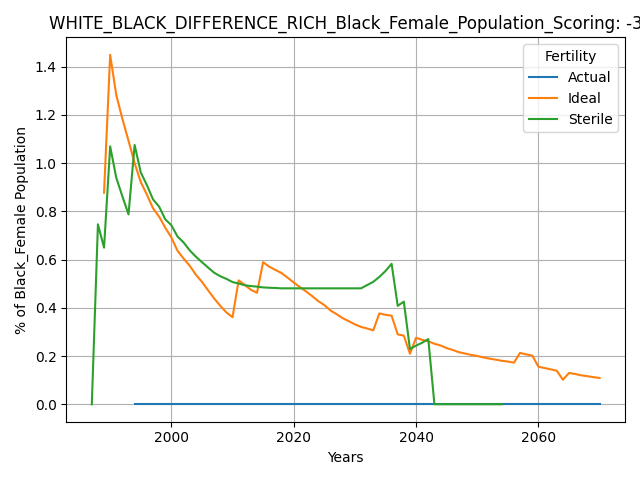 WHITE_BLACK_DIFFERENCE_RICH_Black_Female_Population_Scoring: -3
Fertility
Actual
Ideal
Sterile
% of Black_Female Population
1.4
1.2
1.0
0.8
0.6
0.4
0.2
0.0
2000
2020
2040
2060
Years